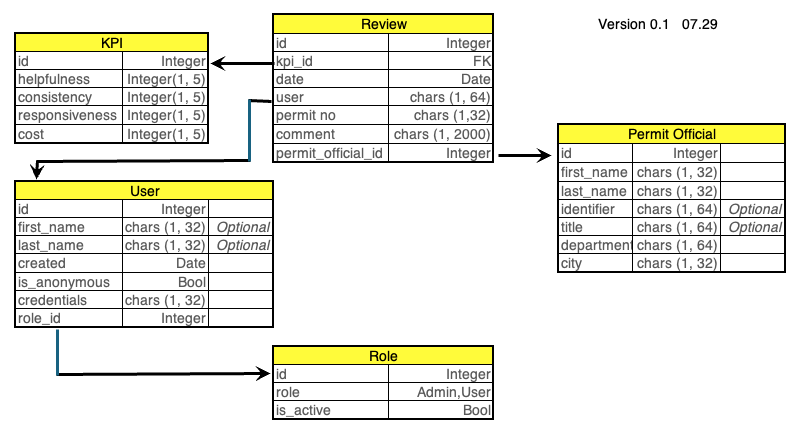 Review
id Integer
kpi_id FK
date Date
user chars (1, 64)
permit no chars (1,32)
comment chars (1, 2000)
permit_official_id Integer
Version 0.1 07.29
KPI
id Integer
helpfulness Integer(1, 5)
consistency Integer(1, 5)
responsiveness Integer(1, 5)
cost Integer(1, 5)
Permit Official
id Integer
first_name chars (1, 32)
last_name chars (1, 32)
identifier chars (1, 64) Optional
title chars (1, 64) Optional
department chars (1, 64)
city chars (1, 32)
User
id Integer
first_name chars (1, 32) Optional
last_name chars (1, 32) Optional
created Date
is_anonymous Bool
credentials chars (1, 32)
role_id Integer
Role
id Integer
role Admin,User
is_active Bool